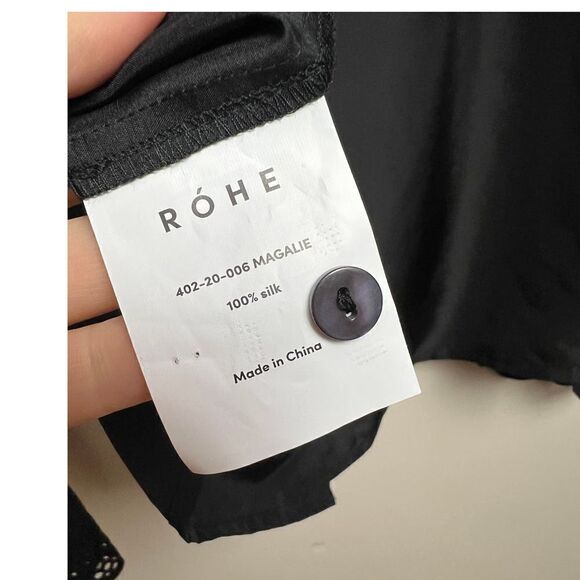 RÓHE
402-20-006 MAGALIE
100% silk
Made in China